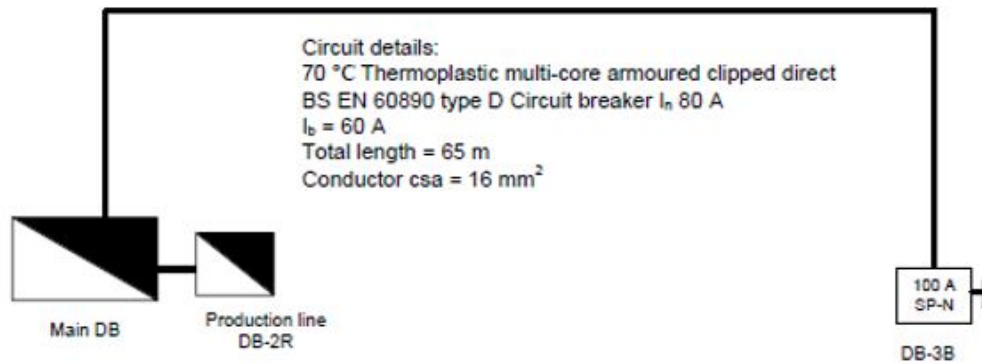 Circuit details:
70 °C Thermoplastic multi-core armoured clipped direct
BS EN 60890 type D Circuit breaker Iₙ 80 A
I_b = 60 A
Total length = 65 m
Conductor csa = 16 mm²
Main DB
Production line
DB-2R
100 A
SP-N
DB-3B